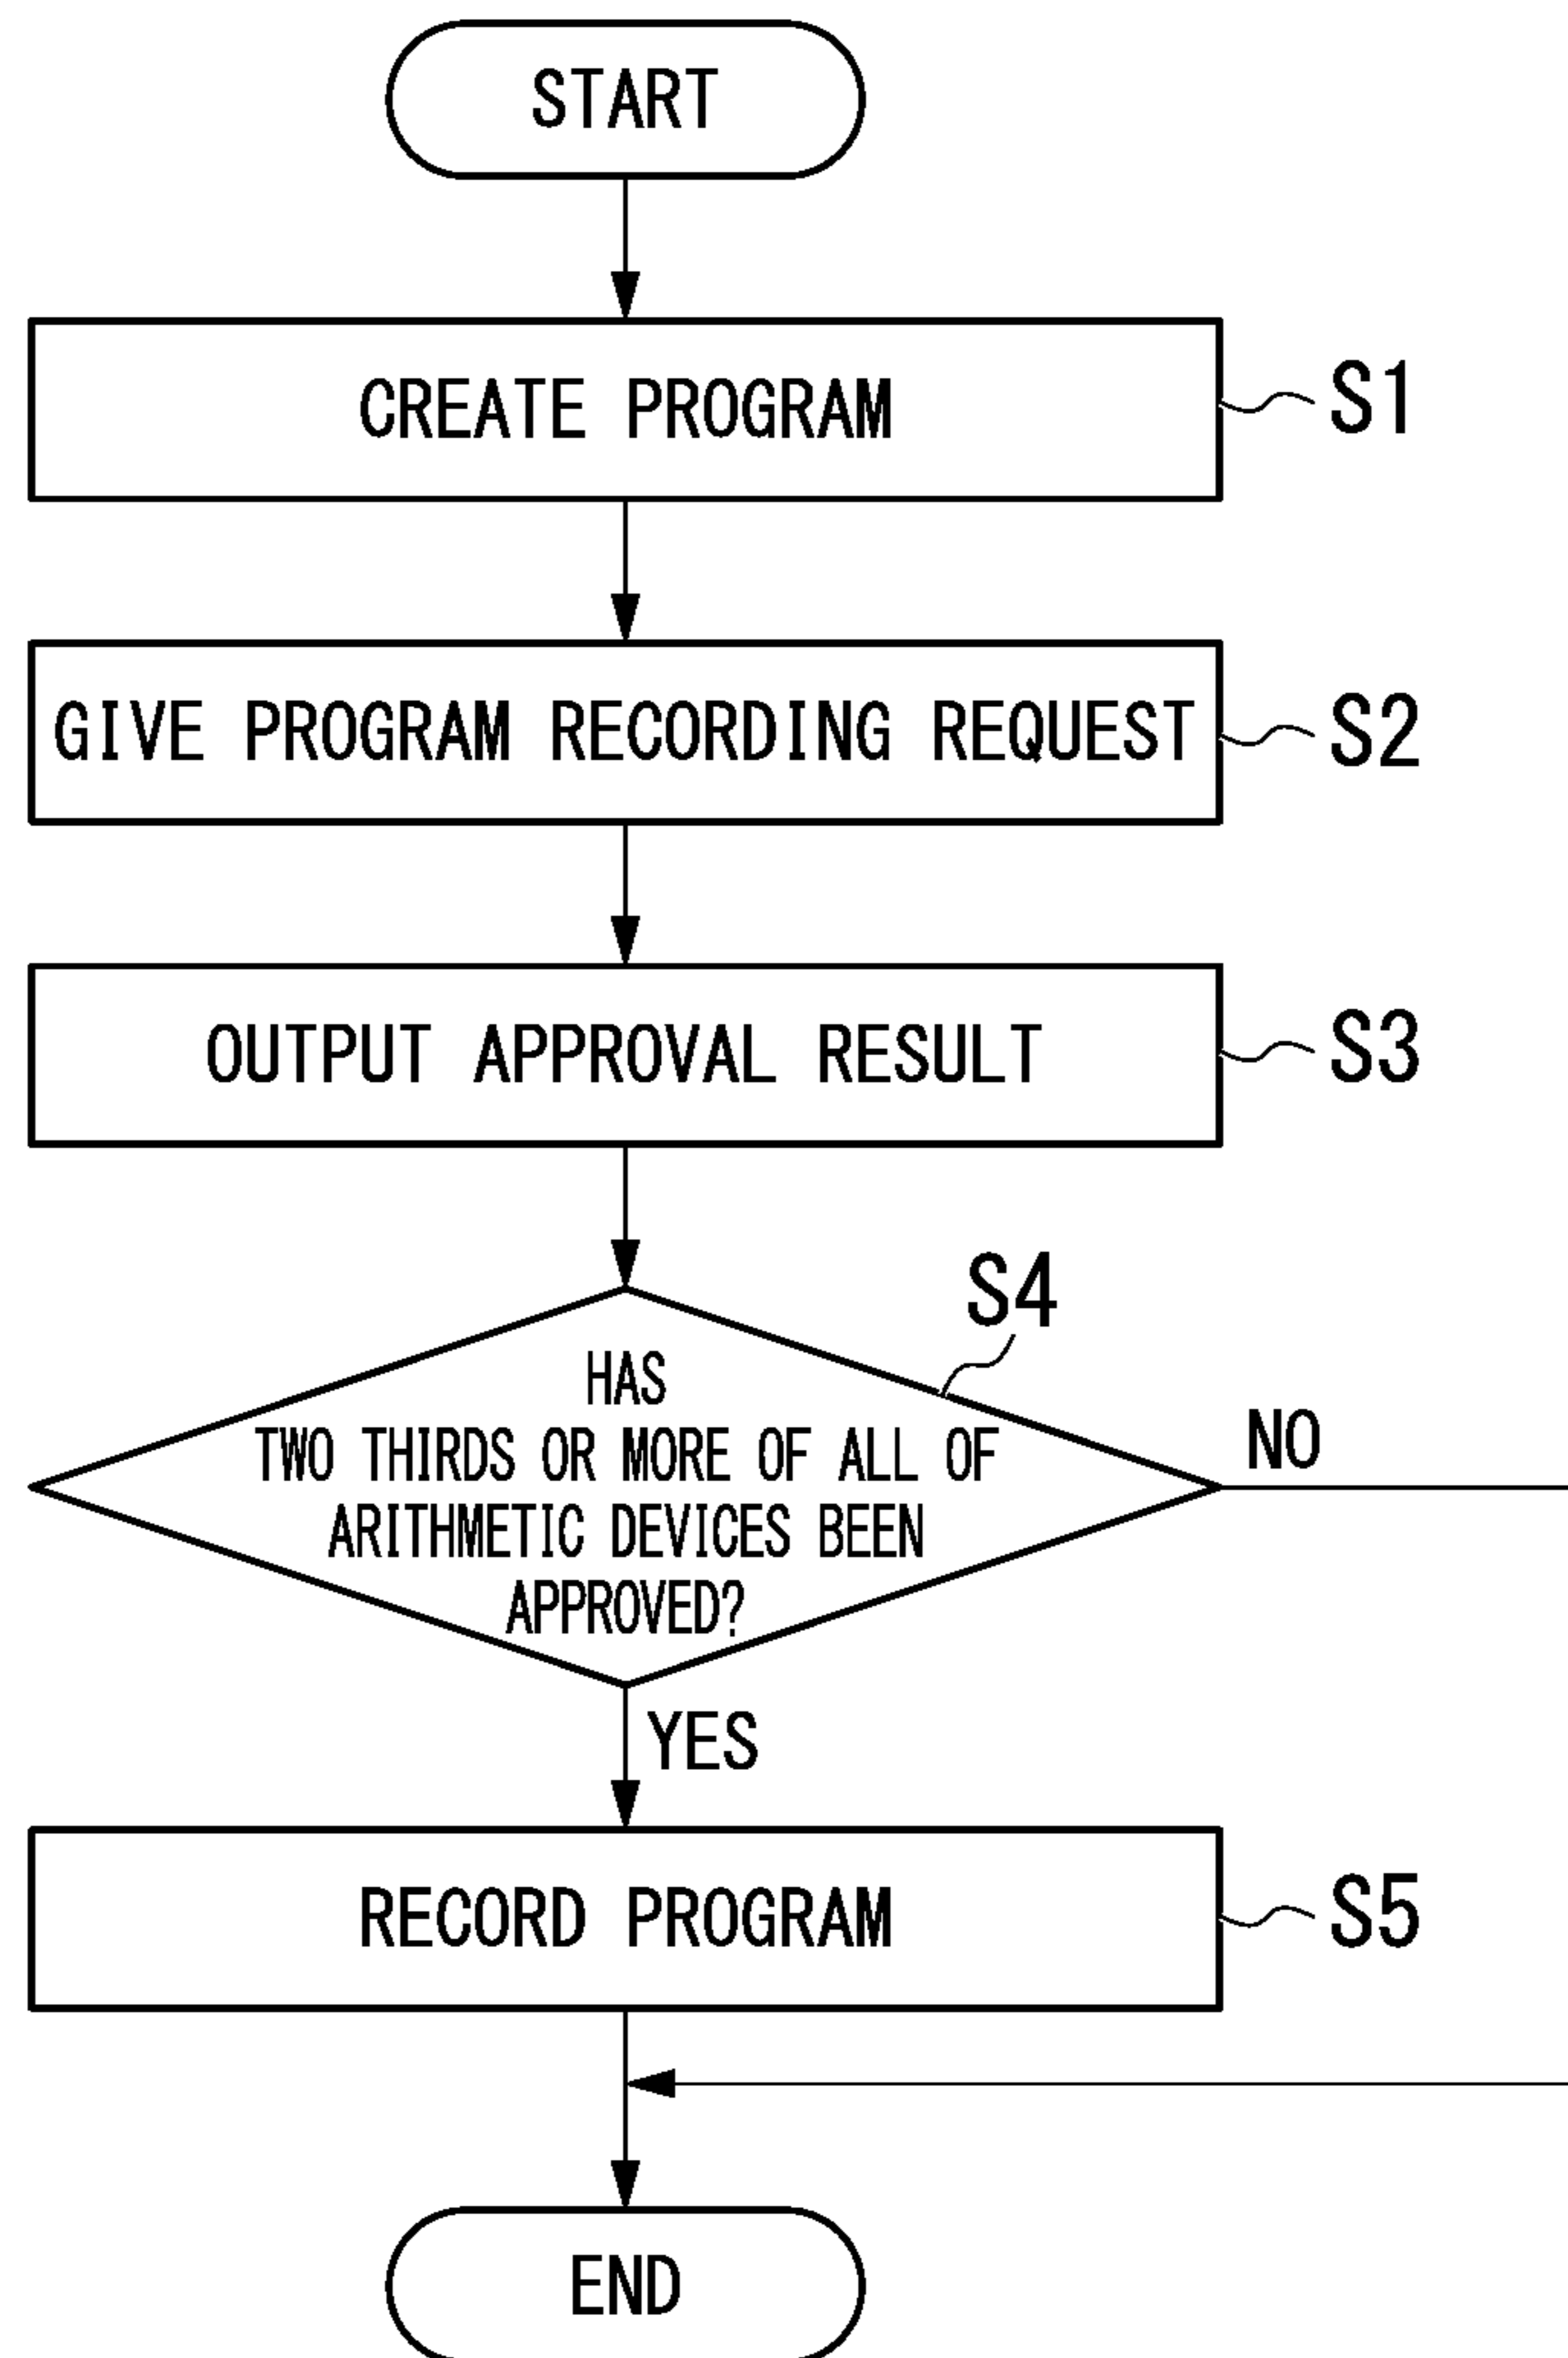 START
CREATE PROGRAM
S1
GIVE PROGRAM RECORDING REQUEST
S2
OUTPUT APPROVAL RESULT
S3
S4
HAS
TWO THIRDS OR MORE OF ALL OF
ARITHMETIC DEVICES BEEN
APPROVED?
NO
YES
RECORD PROGRAM
S5
END